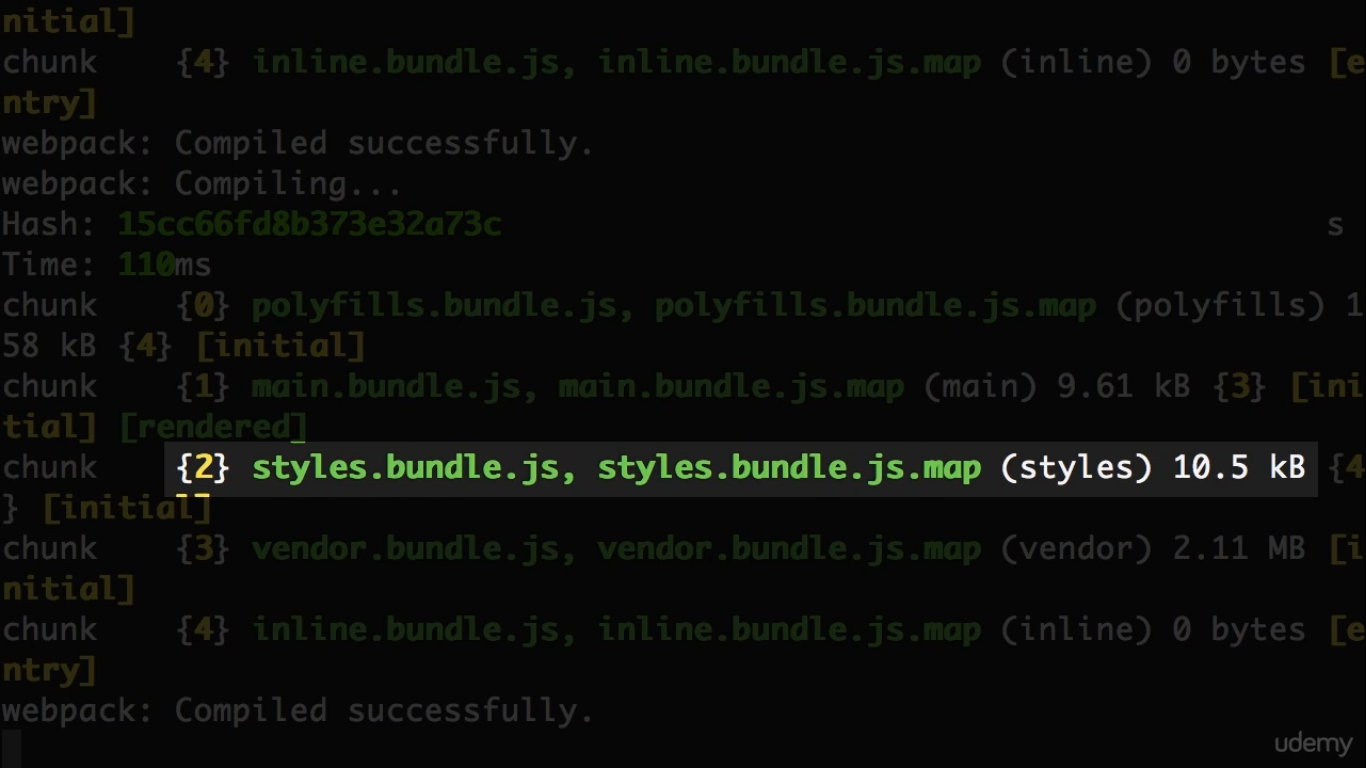 nitial]
chunk    {4} inline.bundle.js, inline.bundle.js.map (inline) 0 bytes [e
ntry]
webpack: Compiled successfully.
webpack: Compiling...
Hash: 15cc66fd8b373e32a73c s
Time: 110ms
chunk    {0} polyfills.bundle.js, polyfills.bundle.js.map (polyfills) 1
58 kB {4} [initial]
chunk    {1} main.bundle.js, main.bundle.js.map (main) 9.61 kB {3} [ini
tial] [rendered]
chunk    {2} styles.bundle.js, styles.bundle.js.map (styles) 10.5 kB {4
} [initial]
chunk    {3} vendor.bundle.js, vendor.bundle.js.map (vendor) 2.11 MB [i
nitial]
chunk    {4} inline.bundle.js, inline.bundle.js.map (inline) 0 bytes [e
ntry]
webpack: Compiled successfully.
udemy